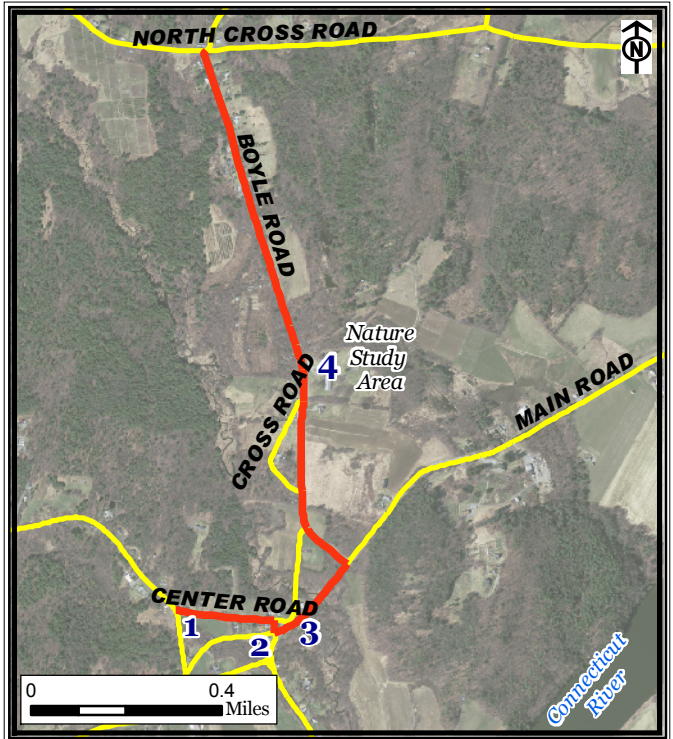 NORTH CROSS ROAD
N
BOYLE ROAD
Nature
Study
Area
4
CROSS ROAD
MAIN ROAD
CENTER ROAD
1
2
3
0 0.4
Miles
Connecticut
River